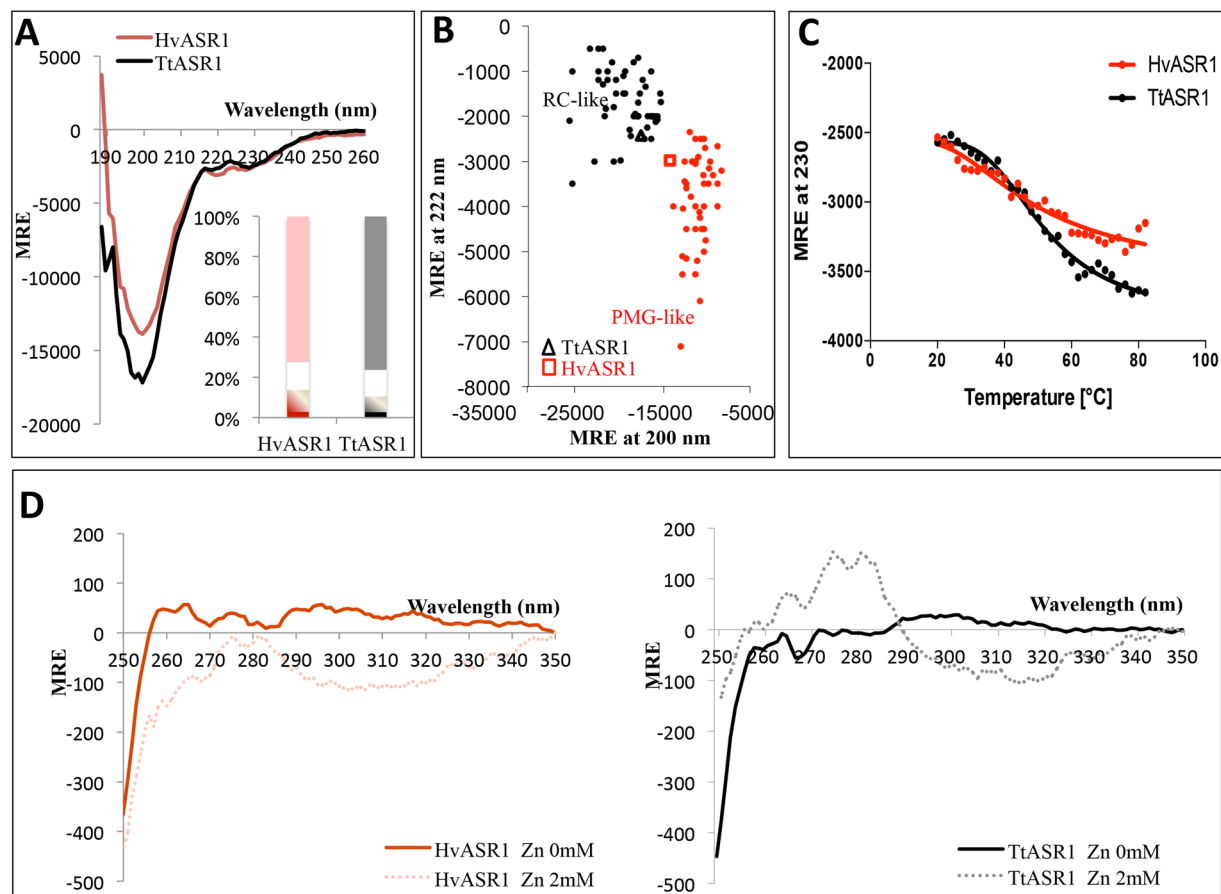 A
HvASR1
TtASR1
5000
Wavelength (nm)
0
190 200 210 220 230 240 250 260
-5000
-10000
-15000
-20000
MRE
100%
80%
60%
40%
20%
0%
HvASR1 TtASR1
B
0
-1000
-2000
-3000
-4000
-5000
-6000
-7000
-8000
MRE at 222 nm
RC-like
PMG-like
TtASR1
HvASR1
-35000 -25000 -15000 -5000
MRE at 200 nm
C
HvASR1
TtASR1
-2000
-2500
-3000
-3500
-4000
MRE at 230
0 20 40 60 80 100
Temperature [°C]
D
200
100
0
-100
-200
-300
-400
-500
MRE
Wavelength (nm)
250 260 270 280 290 300 310 320 330 340 350
HvASR1 Zn 0mM
HvASR1 Zn 2mM
200
100
0
-100
-200
-300
-400
-500
MRE
Wavelength (nm)
250 260 270 280 290 300 310 320 330 340 350
TtASR1 Zn 0mM
TtASR1 Zn 2mM